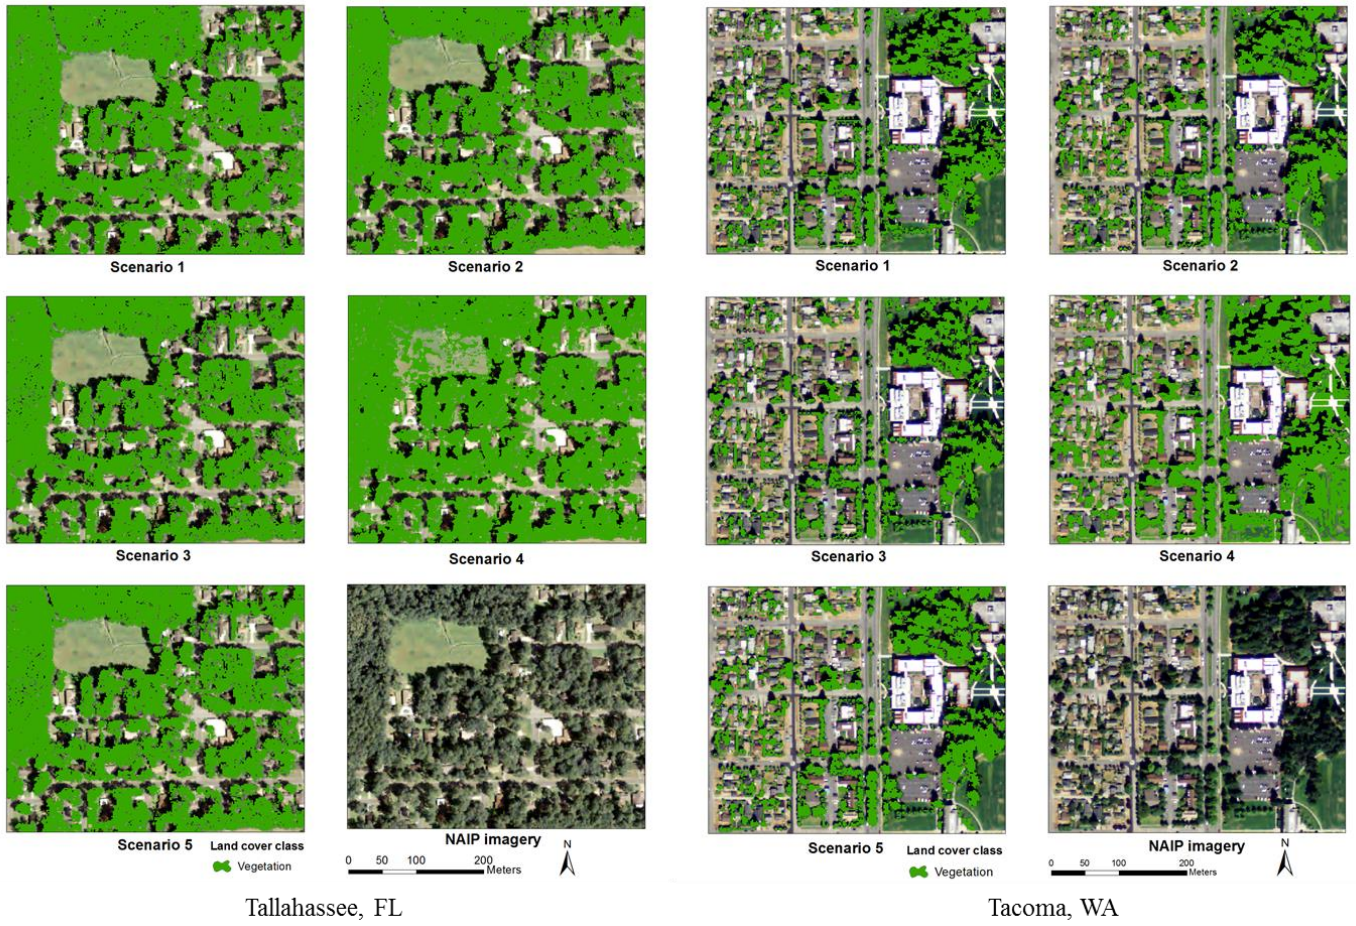 Scenario 1
Scenario 2
Scenario 1
Scenario 2
Scenario 3
Scenario 4
Scenario 3
Scenario 4
Scenario 5
Land cover class
Vegetation
NAIP imagery
0 50 100 200
Meters
N
Scenario 5
Land cover class
Vegetation
NAIP imagery
0 50 100 200
Meters
N
Tallahassee, FL
Tacoma, WA